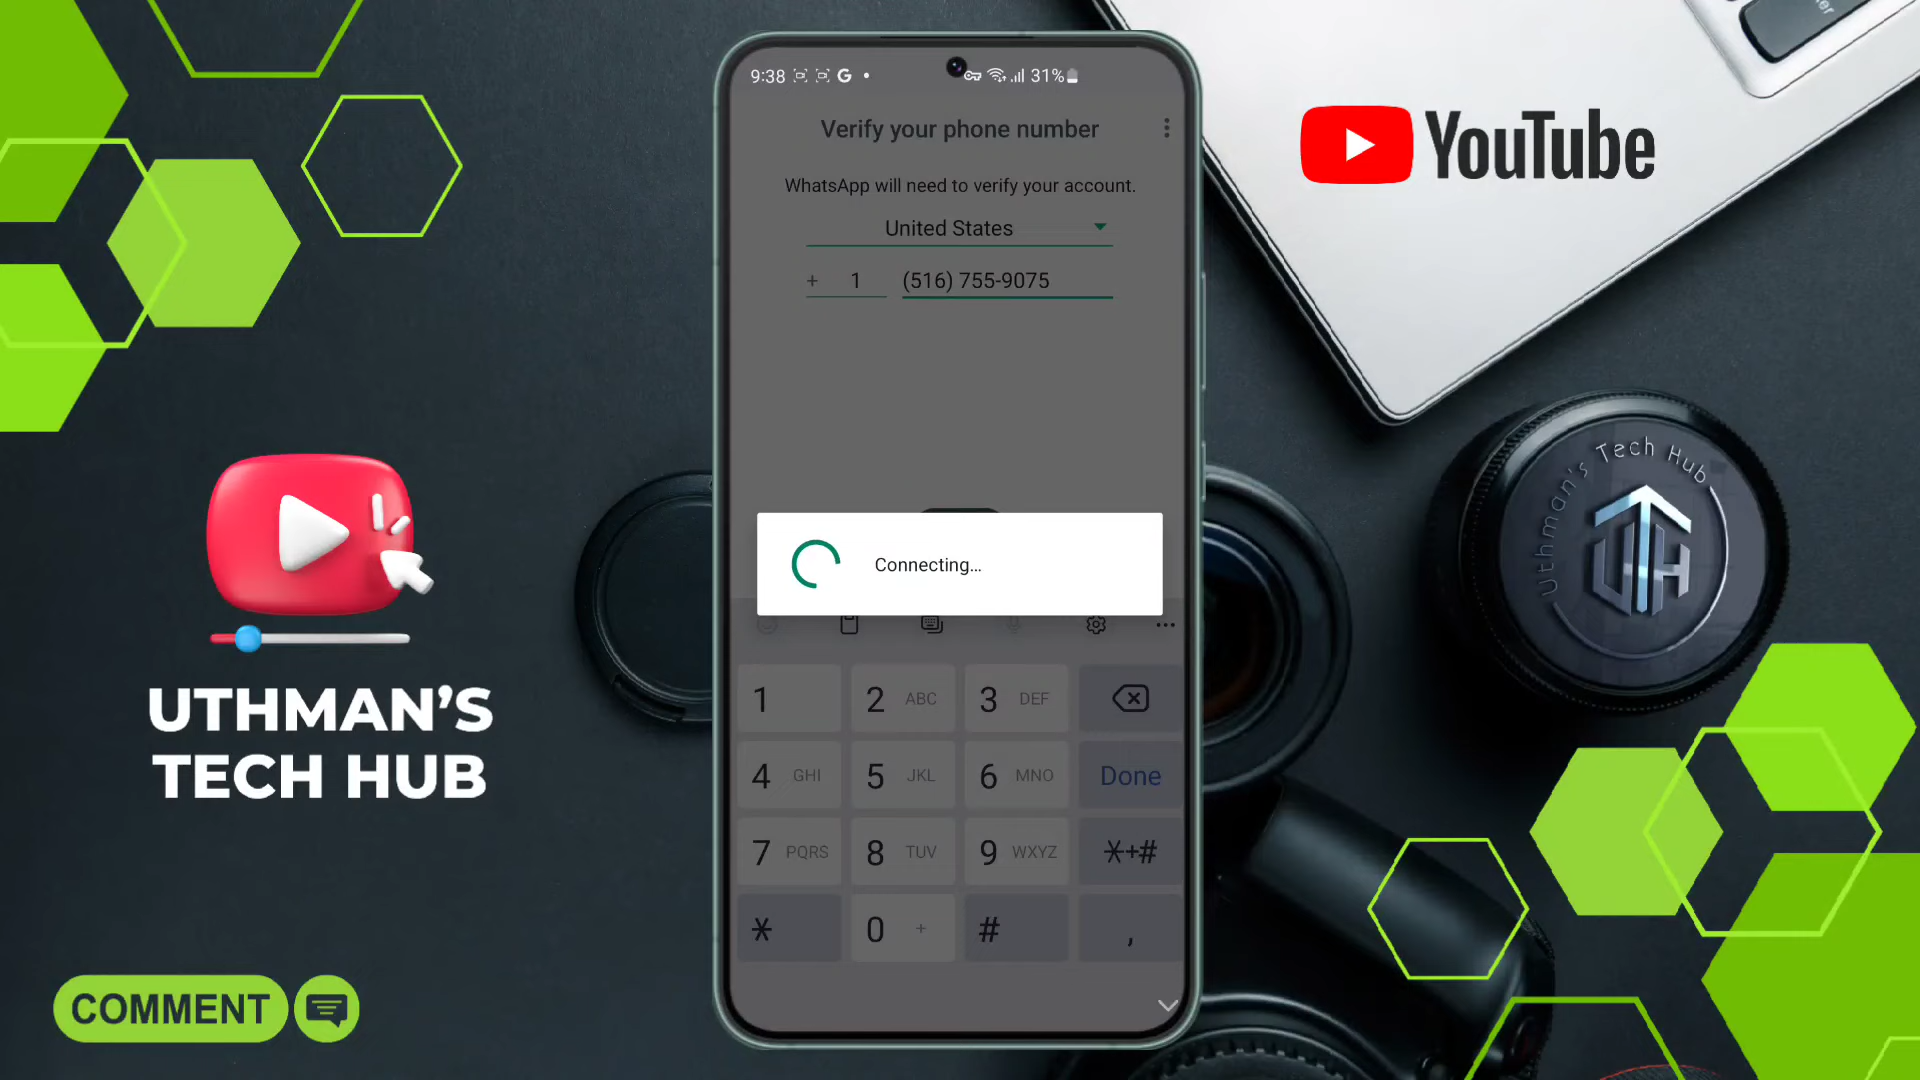 9:38 G 31%
Verify your phone number
WhatsApp will need to verify your account.
United States
+ 1 (516) 755-9075
Connecting...
1
2 ABC
3 DEF
4 GHI
5 JKL
6 MNO
Done
7 PQRS
8 TUV
9 WXYZ
*+#
*
0 +
#
,
YouTube
Uthman's Tech Hub
UTH
UTHMAN'S
TECH HUB
COMMENT